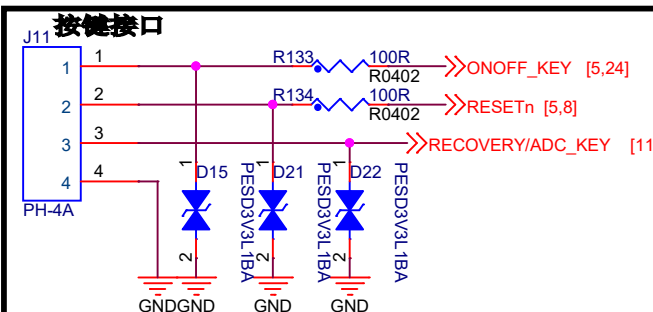 按键接口
J11
1 1 R133 100R ONOFF_KEY [5,24]
R0402
2 2 R134 100R RESETn [5,8]
R0402
3 3 RECOVERY/ADC_KEY [11
4 4
PH-4A
1 D15 PESD3V3L1BA 2
1 D21 PESD3V3L1BA 2
1 D22 PESD3V3L1BA 2
GND GND GND GND